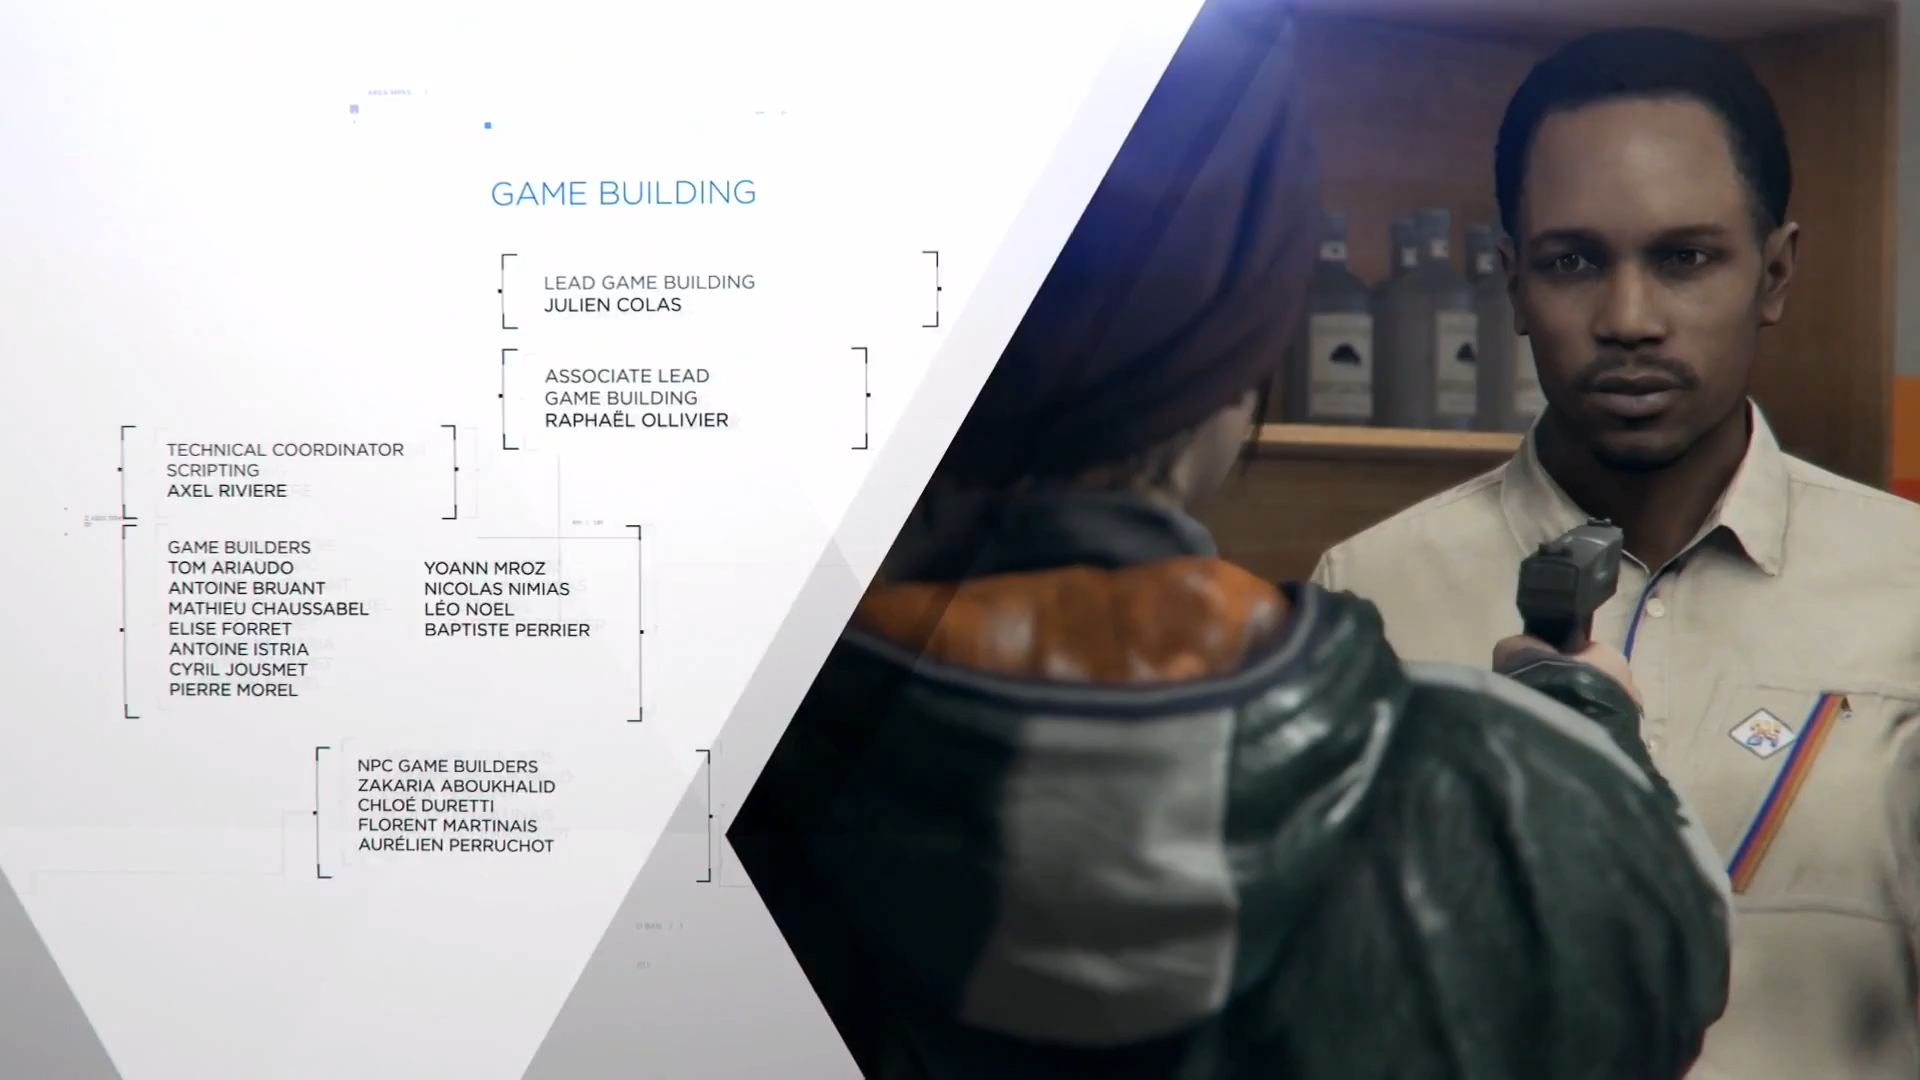 GAME BUILDING
LEAD GAME BUILDING
JULIEN COLAS
ASSOCIATE LEAD
GAME BUILDING
RAPHAËL OLLIVIER
TECHNICAL COORDINATOR
SCRIPTING
AXEL RIVIERE
GAME BUILDERS
TOM ARIAUDO
ANTOINE BRUANT
MATHIEU CHAUSSABEL
ELISE FORRET
ANTOINE ISTRIA
CYRIL JOUSMET
PIERRE MOREL
YOANN MROZ
NICOLAS NIMIAS
LÉO NOEL
BAPTISTE PERRIER
NPC GAME BUILDERS
ZAKARIA ABOUKHALID
CHLOÉ DURETTI
FLORENT MARTINAIS
AURÉLIEN PERRUCHOT